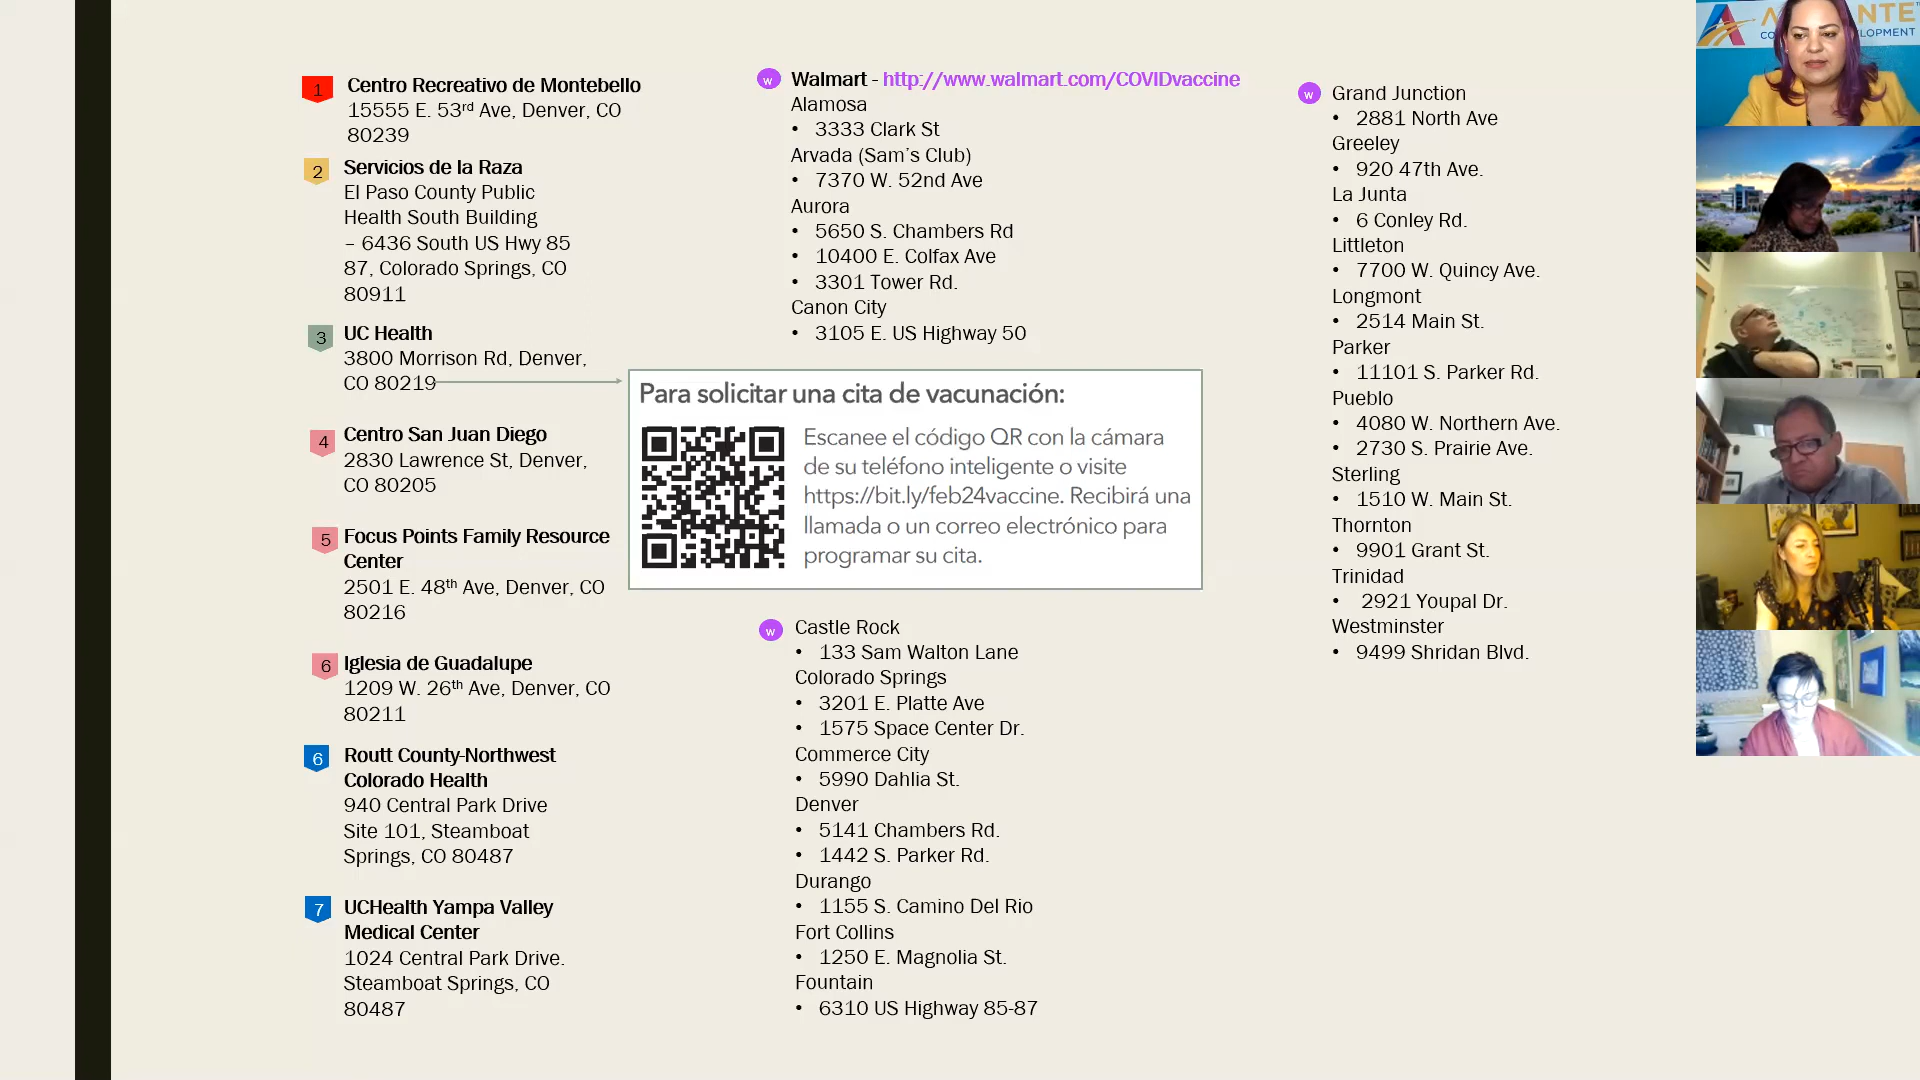 1
Centro Recreativo de Montebello
15555 E. 53rd Ave, Denver, CO
80239
2
Servicios de la Raza
El Paso County Public
Health South Building
– 6436 South US Hwy 85
87, Colorado Springs, CO
80911
3
UC Health
3800 Morrison Rd, Denver,
CO 80219
4
Centro San Juan Diego
2830 Lawrence St, Denver,
CO 80205
5
Focus Points Family Resource
Center
2501 E. 48th Ave, Denver, CO
80216
6
Iglesia de Guadalupe
1209 W. 26th Ave, Denver, CO
80211
6
Routt County-Northwest
Colorado Health
940 Central Park Drive
Site 101, Steamboat
Springs, CO 80487
7
UCHealth Yampa Valley
Medical Center
1024 Central Park Drive.
Steamboat Springs, CO
80487
w
Walmart - http://www.walmart.com/COVIDvaccine
Alamosa
• 3333 Clark St
Arvada (Sam's Club)
• 7370 W. 52nd Ave
Aurora
• 5650 S. Chambers Rd
• 10400 E. Colfax Ave
• 3301 Tower Rd.
Canon City
• 3105 E. US Highway 50
Para solicitar una cita de vacunación:
Escanee el código QR con la cámara
de su teléfono inteligente o visite
https://bit.ly/feb24vaccine. Recibirá una
llamada o un correo electrónico para
programar su cita.
w
Castle Rock
• 133 Sam Walton Lane
Colorado Springs
• 3201 E. Platte Ave
• 1575 Space Center Dr.
Commerce City
• 5990 Dahlia St.
Denver
• 5141 Chambers Rd.
• 1442 S. Parker Rd.
Durango
• 1155 S. Camino Del Rio
Fort Collins
• 1250 E. Magnolia St.
Fountain
• 6310 US Highway 85-87
w
Grand Junction
• 2881 North Ave
Greeley
• 920 47th Ave.
La Junta
• 6 Conley Rd.
Littleton
• 7700 W. Quincy Ave.
Longmont
• 2514 Main St.
Parker
• 11101 S. Parker Rd.
Pueblo
• 4080 W. Northern Ave.
• 2730 S. Prairie Ave.
Sterling
• 1510 W. Main St.
Thornton
• 9901 Grant St.
Trinidad
• 2921 Youpal Dr.
Westminster
• 9499 Shridan Blvd.